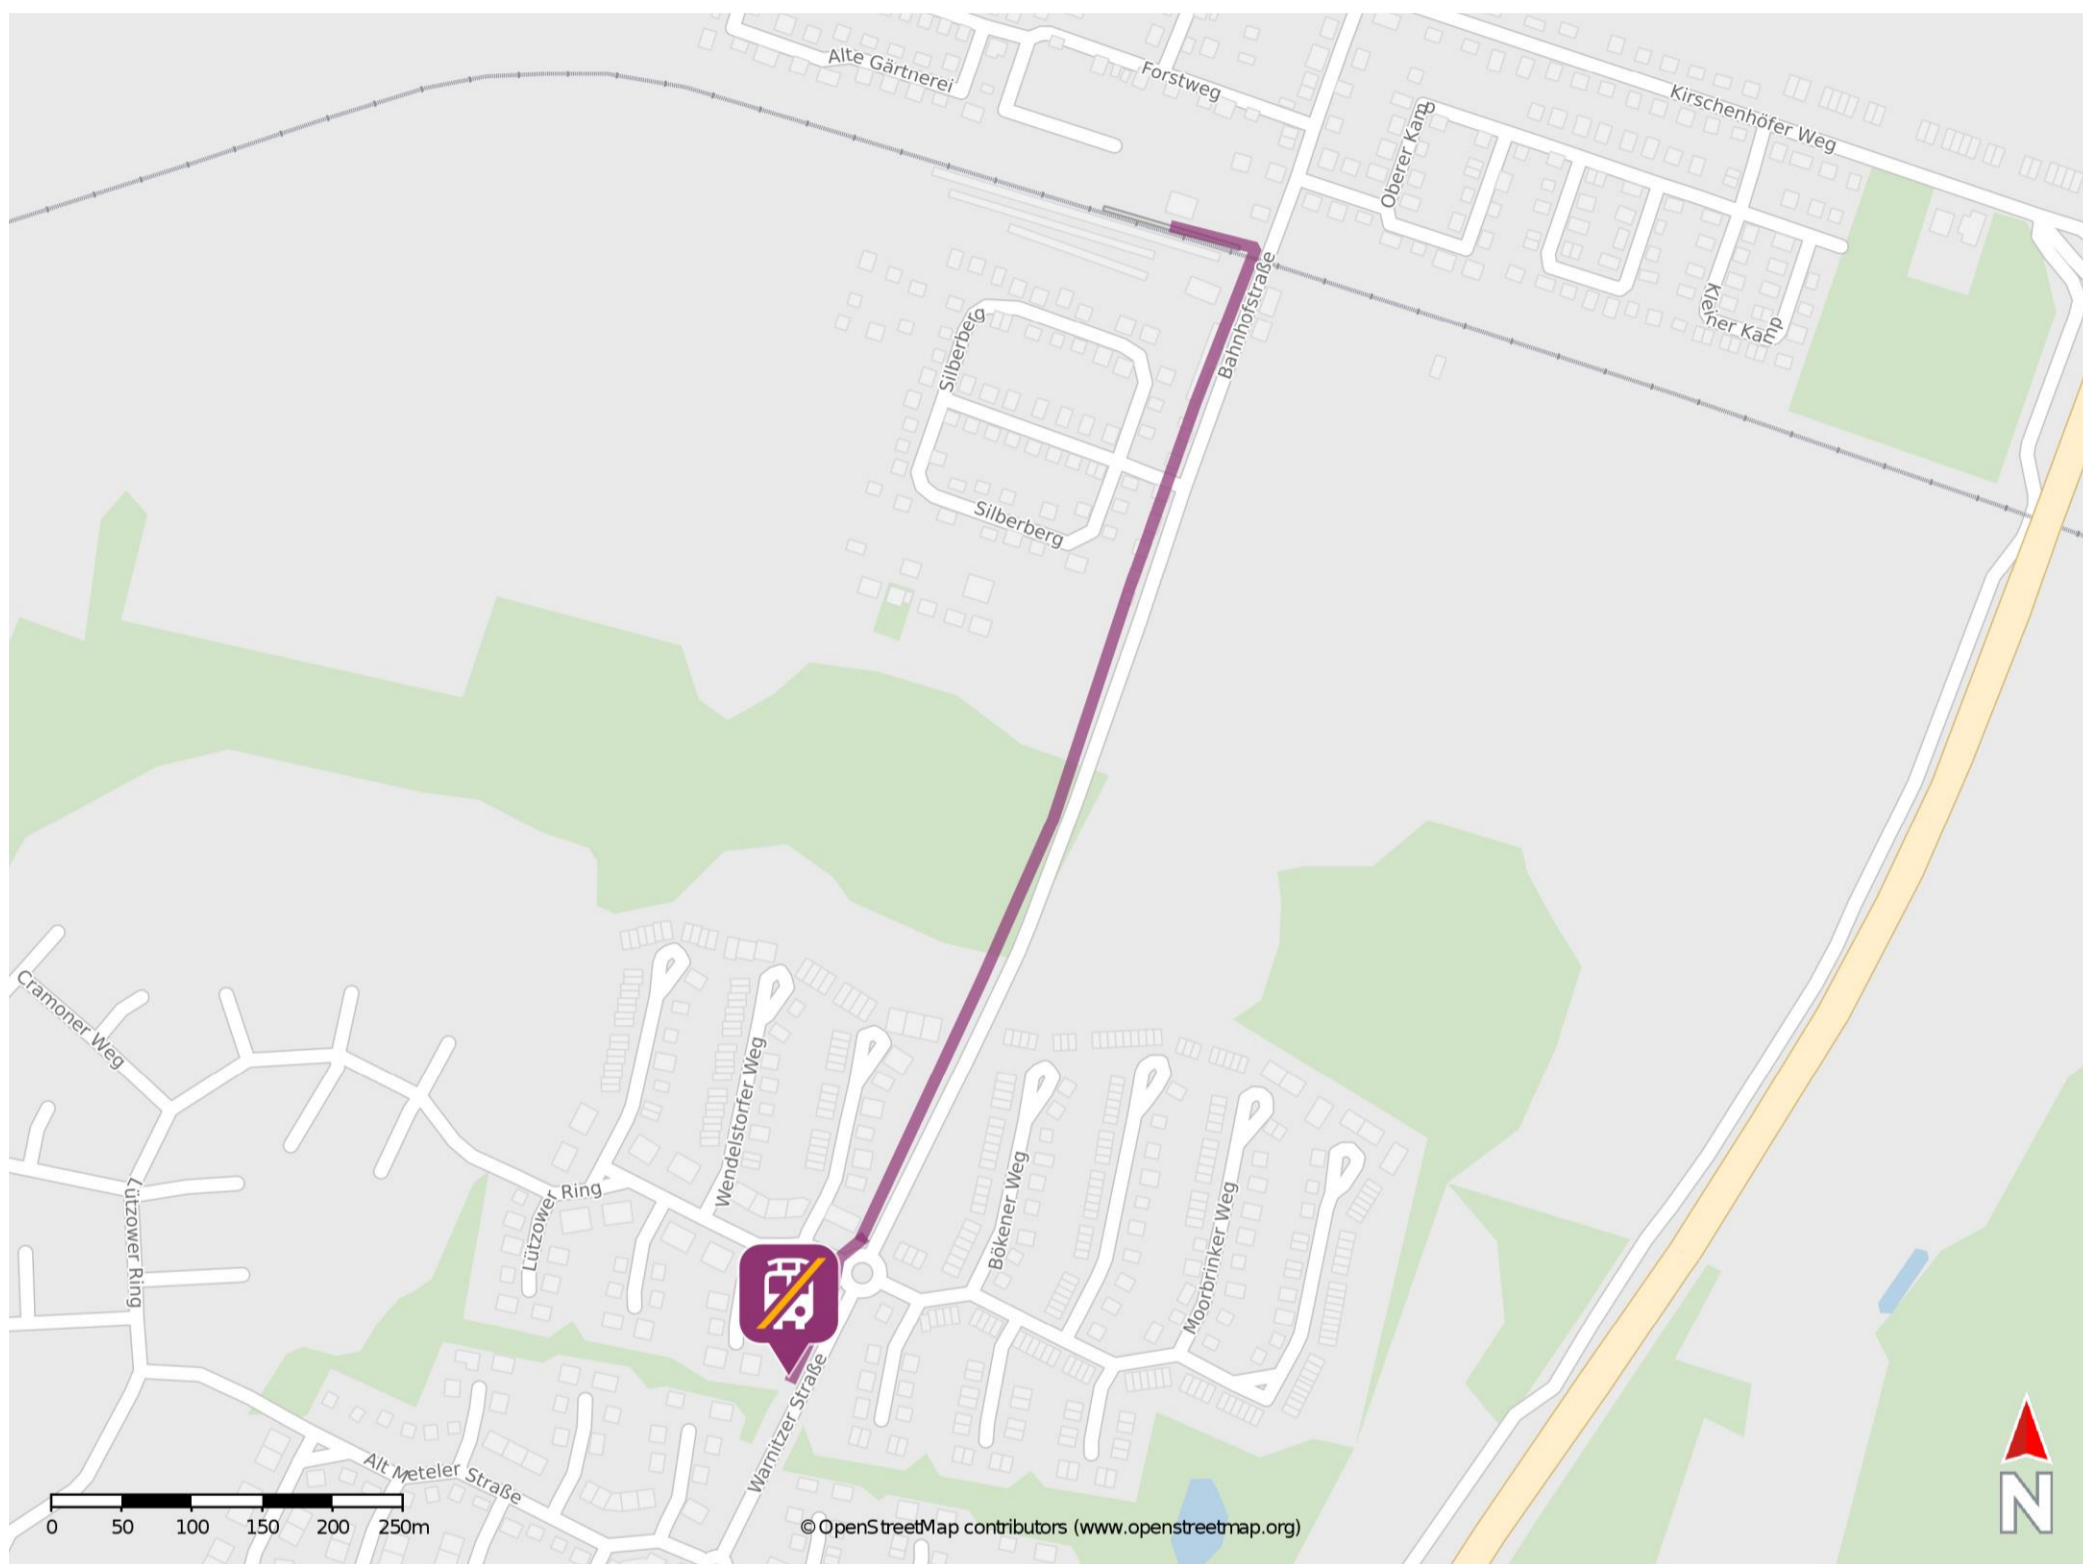 Alte Gärtnerei
Forstweg
Kirschenhöfer Weg
Oberer Kamp
Bahnhofstraße
Kleiner Kamp
Silberberg
Silberberg
Cramoner Weg
Wendelstorfer Weg
Lützower Ring
Lützower Ring
Bökener Weg
Moorbrinker Weg
Warnitzer Straße
Alt Meteler Straße
0 50 100 150 200 250m
© OpenStreetMap contributors (www.openstreetmap.org)
N